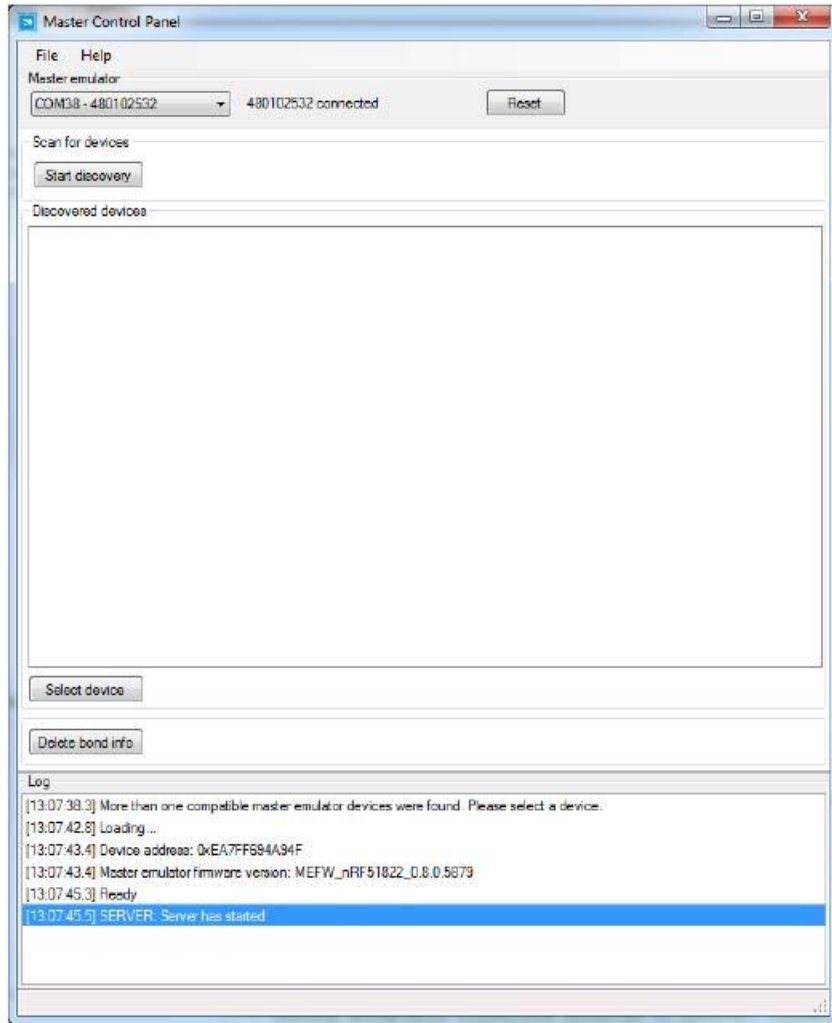 Master Control Panel
File Help
Master emulator
COM38 - 480102532 480102532 connected Reset
Scan for devices
Start discovery
Discovered devices
Select device
Delete bond info
Log
[13:07:38.3] More than one compatible master emulator devices were found. Please select a device.
[13:07:42.8] Loading...
[13:07:43.4] Device address: 0xEA7FF694A94F
[13:07:43.4] Master emulator firmware version: MEFW_nRF51822_0.8.0.5879
[13:07:45.3] Ready
[13:07:45.5] SERVER: Server has started